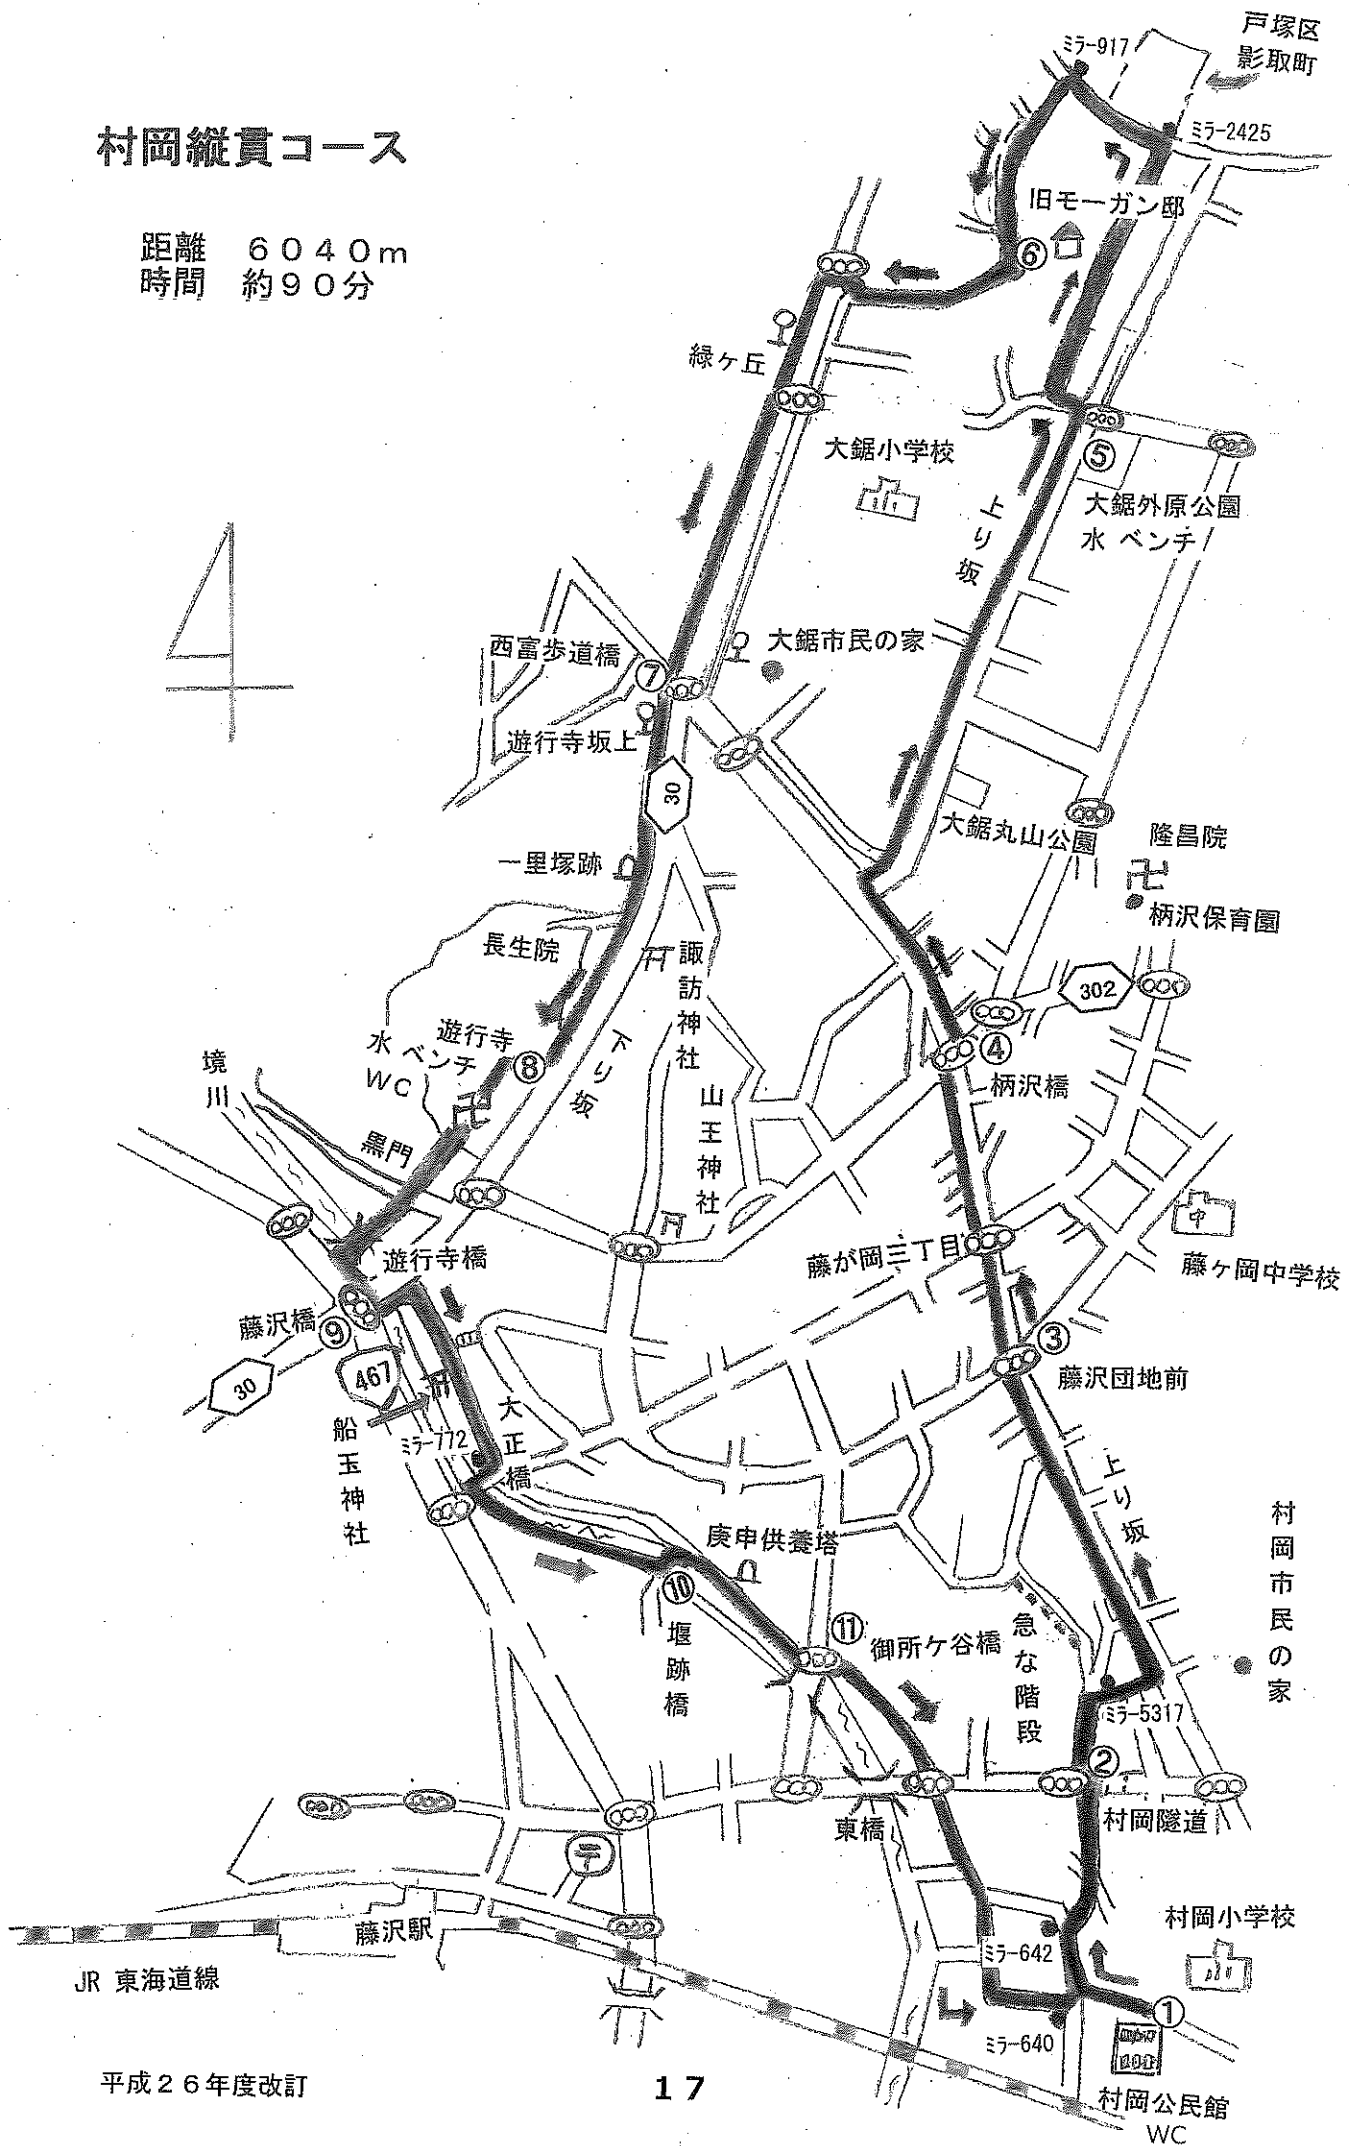 戸塚区
影取町
ミラー917
ミラー2425
村岡縦貫コース
距離　６０４０ｍ
時間　約９０分
旧モーガン邸
⑥
緑ヶ丘
大鋸小学校
⑤
大鋸外原公園
水 ベンチ
上り坂
西富歩道橋
⑦
大鋸市民の家
遊行寺坂上
30
大鋸丸山公園
隆昌院
一里塚跡
柄沢保育園
長生院
諏訪神社
302
遊行寺
水 ベンチ
WC
⑧
下り坂
④
柄沢橋
境川
山王神社
黒門
中
遊行寺橋
藤が岡三丁目
藤ヶ岡中学校
藤沢橋
⑨
③
30
467
藤沢団地前
大正橋
船玉神社
ミラー772
上り坂
庚申供養塔
村岡市民の家
⑩
⑪
堰跡橋
御所ケ谷橋
急な階段
ミラー5317
②
東橋
村岡隧道
〒
藤沢駅
村岡小学校
JR 東海道線
ミラー642
①
ミラー640
平成２６年度改訂
１７
村岡公民館
WC